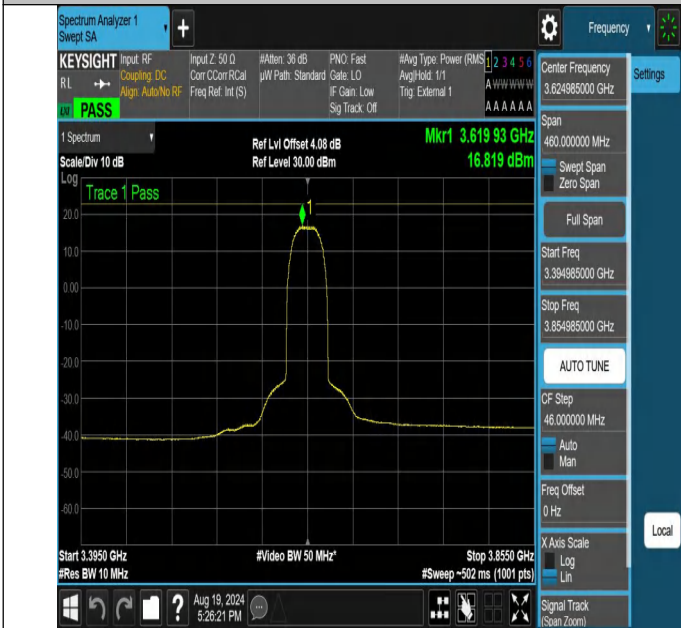 Spectrum Analyzer 1
Swept SA
+
Frequency
KEYSIGHT
RL
PASS
Input: RF
Coupling: DC
Align: Auto/No RF
Input Z: 50 Ω
Corr CCorr RCal
Freq Ref: Int (S)
#Atten: 36 dB
µW Path: Standard
PNO: Fast
Gate: LO
IF Gain: Low
Sig Track: Off
#Avg Type: Power (RMS
Avg|Hold: 1/1
Trig: External 1
1 2 3 4 5 6
A W W W W W
A A A A A A
Settings
1 Spectrum
Scale/Div 10 dB
Log
Ref Lvl Offset 4.08 dB
Ref Level 30.00 dBm
Mkr1 3.619 93 GHz
16.819 dBm
Trace 1 Pass
1
20.0
10.0
0.00
-10.0
-20.0
-30.0
-40.0
-50.0
-60.0
Start 3.3950 GHz
#Res BW 10 MHz
#Video BW 50 MHz*
Stop 3.8550 GHz
#Sweep ~502 ms (1001 pts)
Center Frequency
3.624985000 GHz
Span
460.000000 MHz
Swept Span
Zero Span
Full Span
Start Freq
3.394985000 GHz
Stop Freq
3.854985000 GHz
AUTO TUNE
CF Step
46.000000 MHz
Auto
Man
Freq Offset
0 Hz
X Axis Scale
Log
Lin
Signal Track
(Span Zoom)
Local
?
Aug 19, 2024
5:26:21 PM